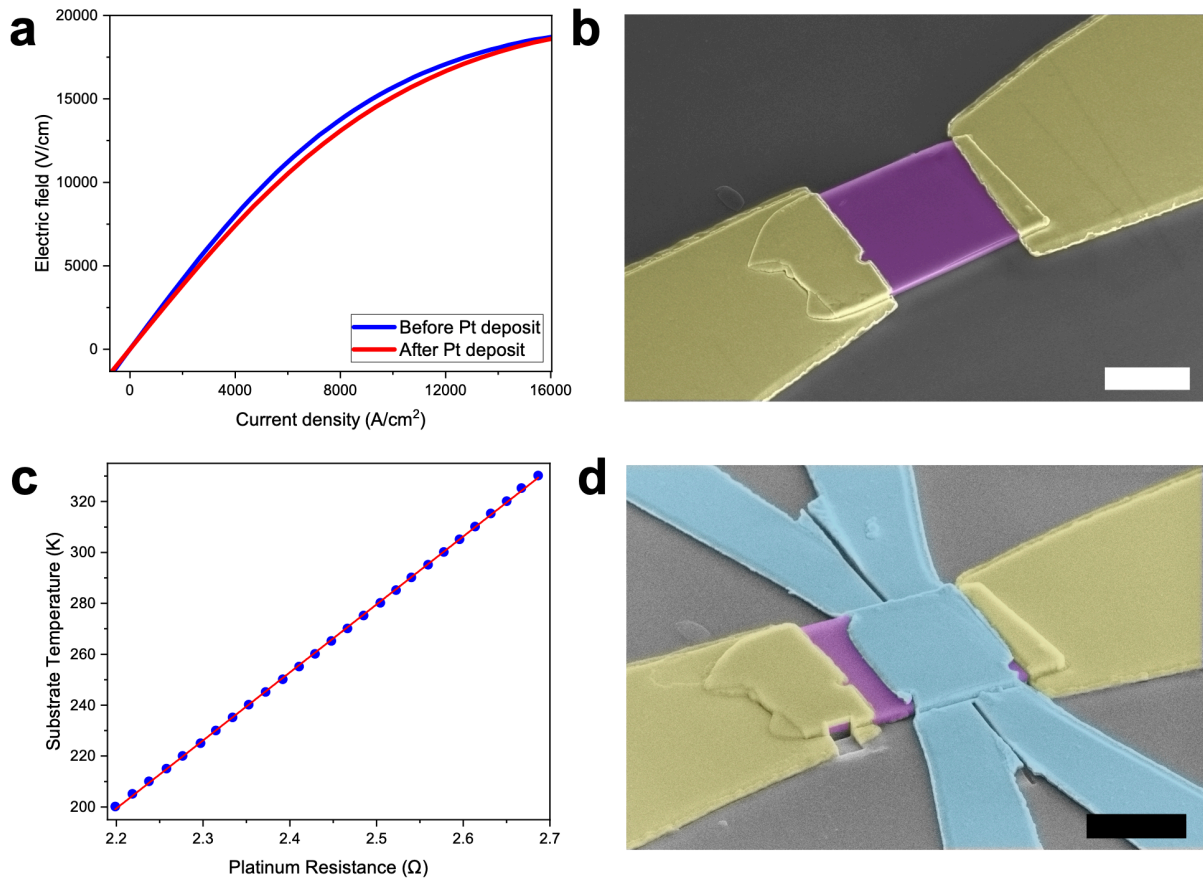 a
20000
15000
10000
5000
0
Electric field (V/cm)
Before Pt deposit
After Pt deposit
0
4000
8000
12000
16000
Current density (A/cm²)
b
c
320
300
280
260
240
220
200
Substrate Temperature (K)
2.2
2.3
2.4
2.5
2.6
2.7
Platinum Resistance (Ω)
d